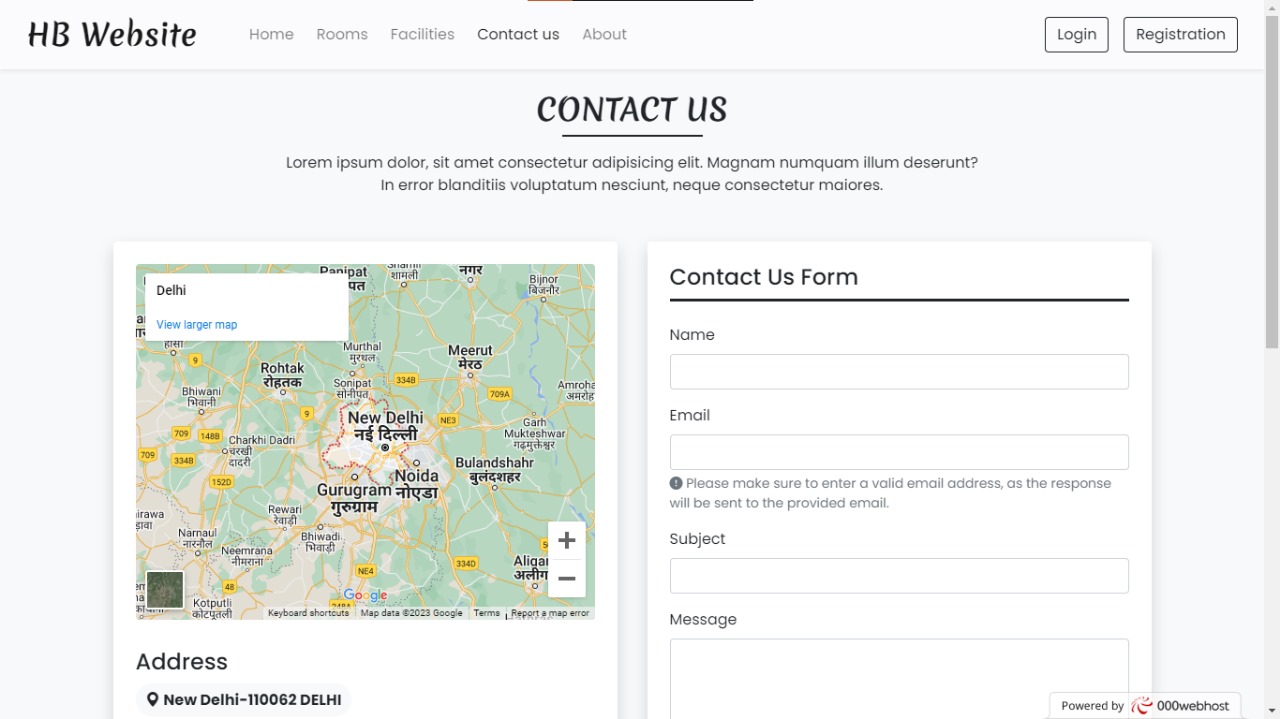 HB Website
Home
Rooms
Facilities
Contact us
About
Login
Registration
CONTACT US
Lorem ipsum dolor, sit amet consectetur adipisicing elit. Magnam numquam illum deserunt?
In error blanditiis voluptatum nesciunt, neque consectetur maiores.
Delhi
View larger map
Panipat
शामली
नगर
Bijnor
बिजनौर
Murthal
मुरथल
Meerut
मेरठ
Rohtak
रोहतक
Sonipat
सोनीपत
334B
709A
9
Bhiwani
भिवानी
9
New Delhi
नई दिल्ली
NE3
Garh
Mukteshwar
गढ़मुक्तेश्वर
709
148B
Charkhi Dadri
चरखी
दादरी
709
334B
152D
Bulandshahr
बुलंदशहर
Noida
नोएडा
Gurugram
गुरुग्राम
Rewari
रेवाड़ी
Bhiwadi
भिवाड़ी
Narnaul
नारनौल
Neemrana
नीमराना
NE4
334D
48
Kotputli
कोटपूतली
Google
Keyboard shortcuts
Map data ©2023 Google
Terms
Report a map error
Address
New Delhi-110062 DELHI
Contact Us Form
Name
Email
Please make sure to enter a valid email address, as the response
will be sent to the provided email.
Subject
Message
Powered by 000webhost